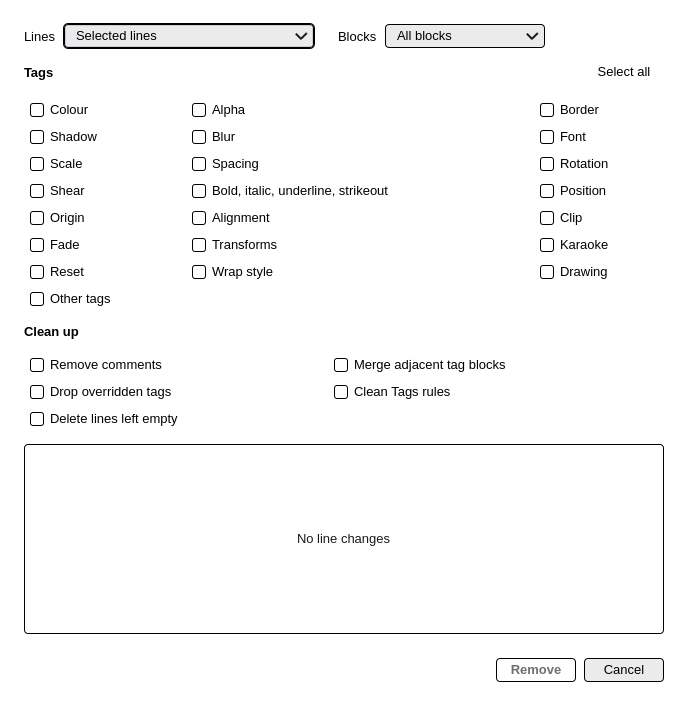 Lines Selected lines Blocks All blocks
Tags Select all
Colour Alpha Border
Shadow Blur Font
Scale Spacing Rotation
Shear Bold, italic, underline, strikeout Position
Origin Alignment Clip
Fade Transforms Karaoke
Reset Wrap style Drawing
Other tags
Clean up
Remove comments Merge adjacent tag blocks
Drop overridden tags Clean Tags rules
Delete lines left empty
No line changes
Remove Cancel